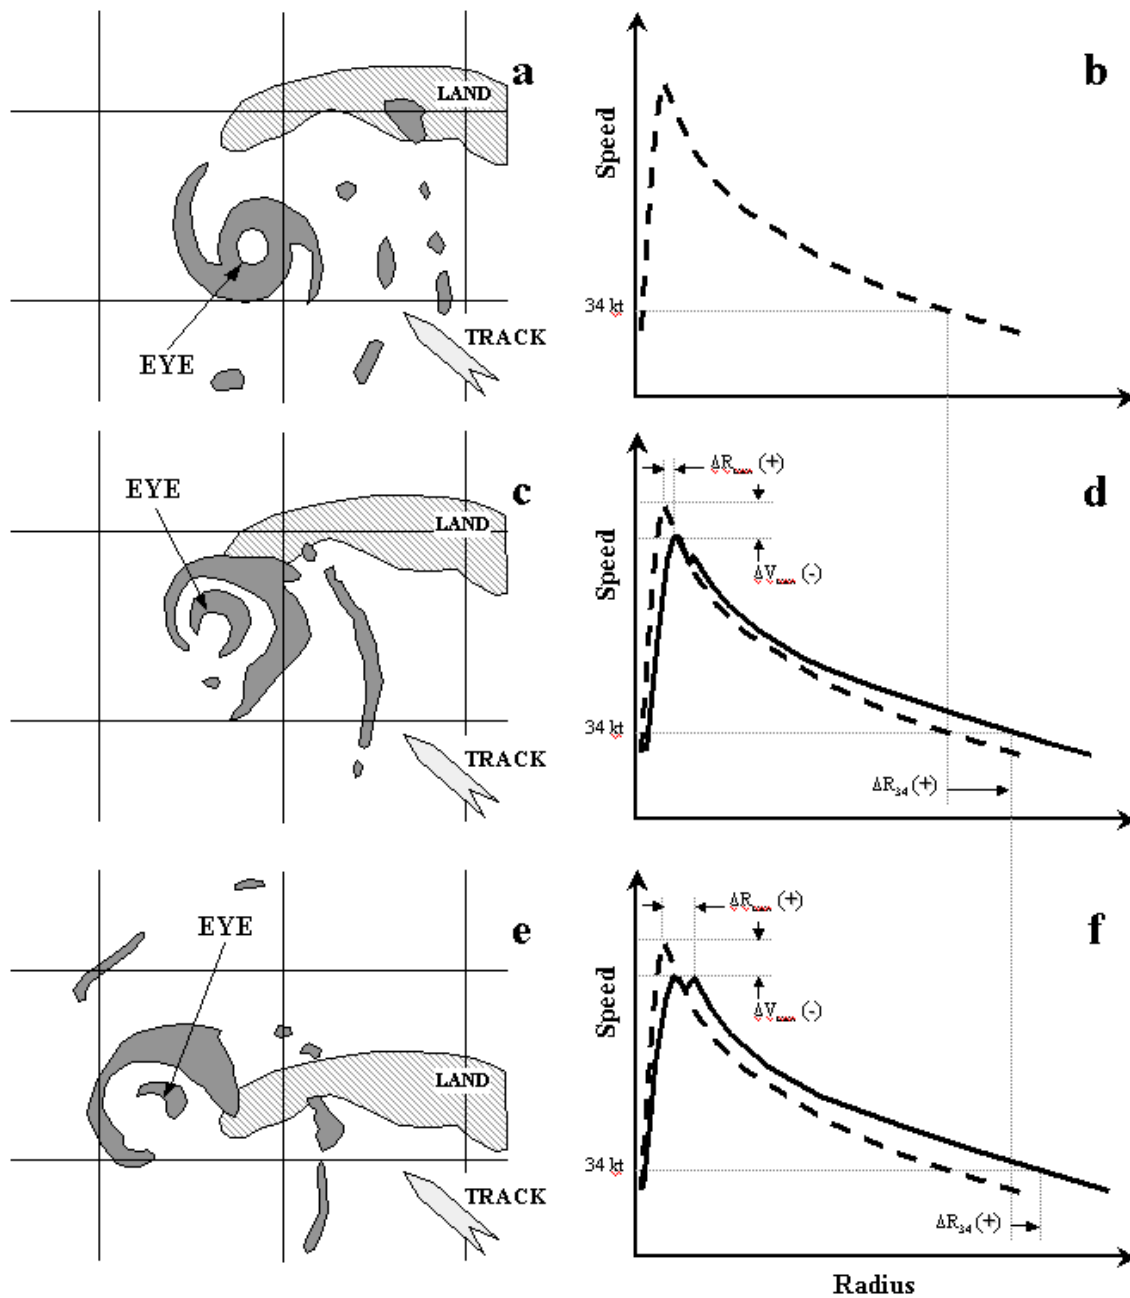 a
LAND
EYE
TRACK
b
Speed
34 kt
c
EYE
LAND
TRACK
d
Speed
ΔRmax (+)
ΔVmax (-)
34 kt
ΔR34 (+)
e
EYE
LAND
TRACK
f
Speed
ΔRmax (+)
ΔVmax (-)
34 kt
ΔR34 (+)
Radius